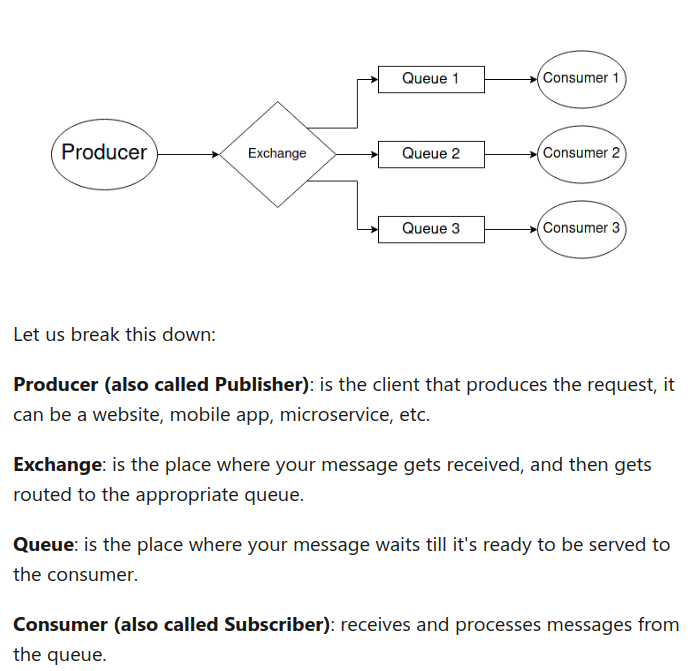 Queue 1
Consumer 1
Producer
Exchange
Queue 2
Consumer 2
Queue 3
Consumer 3
Let us break this down:
Producer (also called Publisher): is the client that produces the request, it
can be a website, mobile app, microservice, etc.
Exchange: is the place where your message gets received, and then gets
routed to the appropriate queue.
Queue: is the place where your message waits till it's ready to be served to
the consumer.
Consumer (also called Subscriber): receives and processes messages from
the queue.